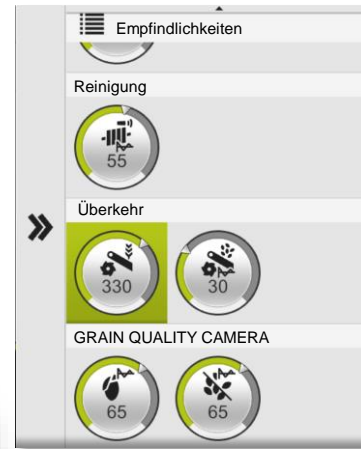 Empfindlichkeiten
Reinigung
55
Überkehr
330 30
GRAIN QUALITY CAMERA
65 65